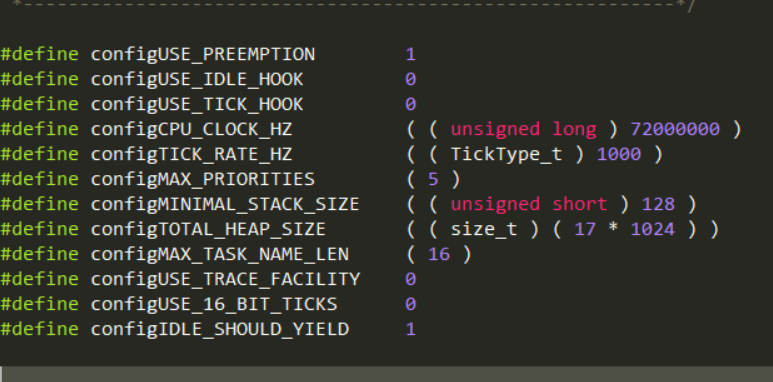 *-----------------------------------------------------------*/
#define configUSE_PREEMPTION 1
#define configUSE_IDLE_HOOK 0
#define configUSE_TICK_HOOK 0
#define configCPU_CLOCK_HZ ( ( unsigned long ) 72000000 )
#define configTICK_RATE_HZ ( ( TickType_t ) 1000 )
#define configMAX_PRIORITIES ( 5 )
#define configMINIMAL_STACK_SIZE ( ( unsigned short ) 128 )
#define configTOTAL_HEAP_SIZE ( ( size_t ) ( 17 * 1024 ) )
#define configMAX_TASK_NAME_LEN ( 16 )
#define configUSE_TRACE_FACILITY 0
#define configUSE_16_BIT_TICKS 0
#define configIDLE_SHOULD_YIELD 1